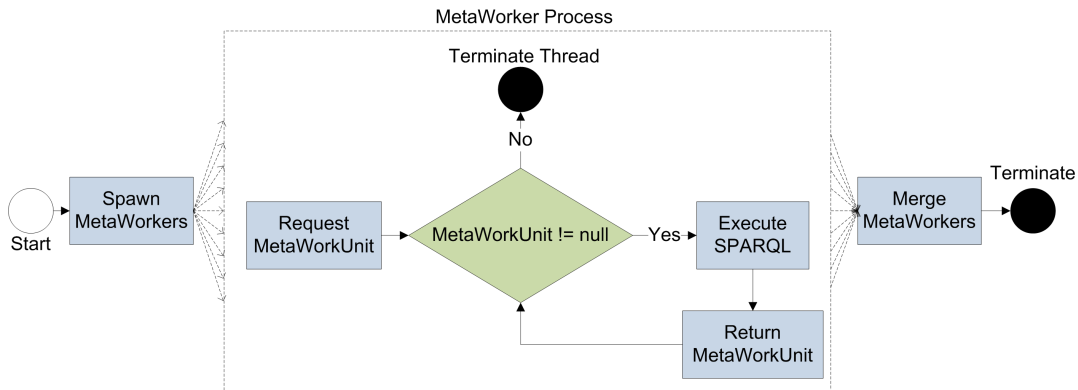 MetaWorker Process
Terminate Thread
No
Start
Spawn
MetaWorkers
Request
MetaWorkUnit
MetaWorkUnit != null
Yes
Execute
SPARQL
Return
MetaWorkUnit
Merge
MetaWorkers
Terminate